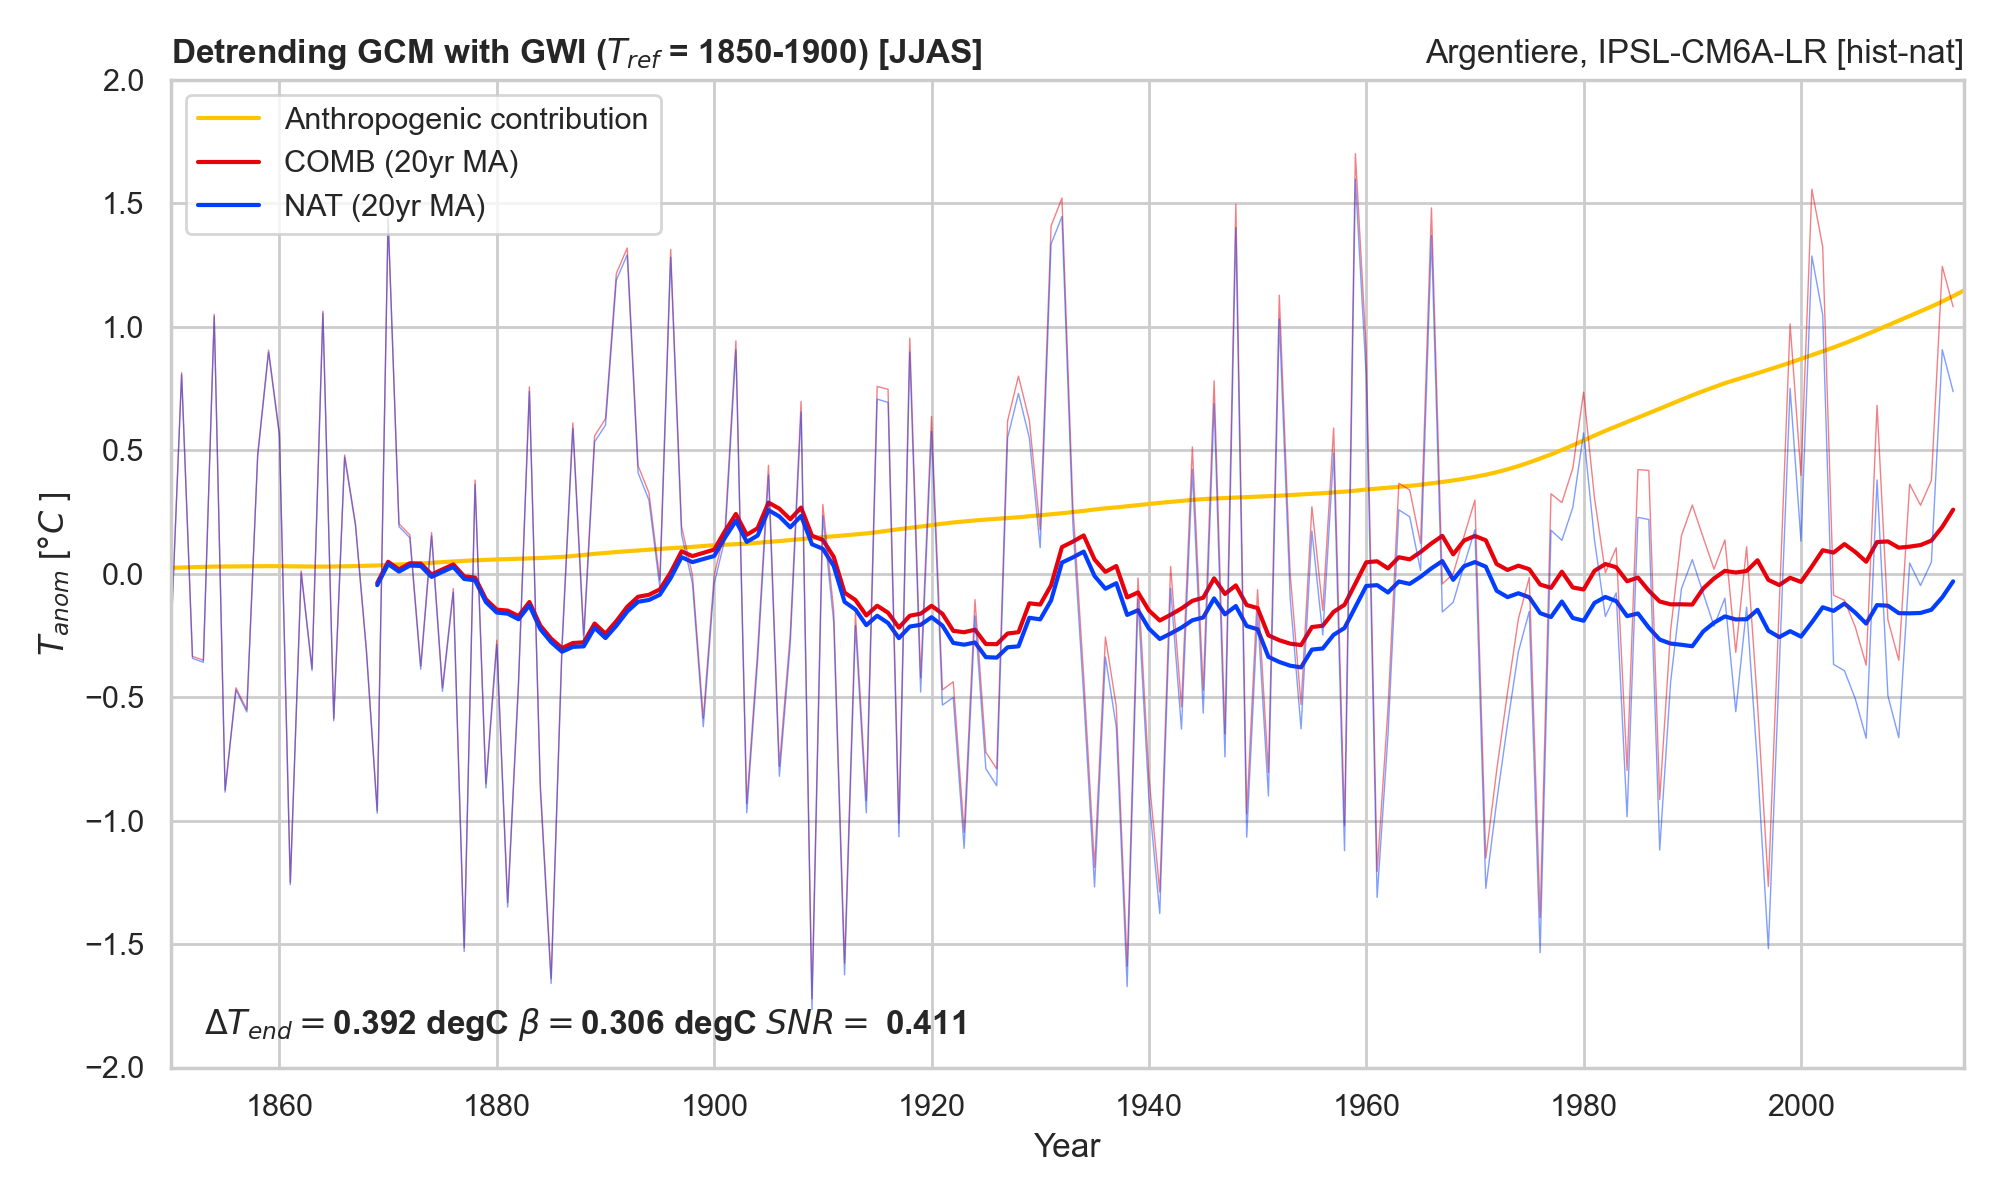 Detrending GCM with GWI (T_ref = 1850-1900) [JJAS]
Argentiere, IPSL-CM6A-LR [hist-nat]
Anthropogenic contribution
COMB (20yr MA)
NAT (20yr MA)
2.0
1.5
1.0
0.5
0.0
−0.5
−1.0
−1.5
−2.0
T_anom [°C]
ΔT_end = 0.392 degC β = 0.306 degC SNR = 0.411
1860 1880 1900 1920 1940 1960 1980 2000
Year